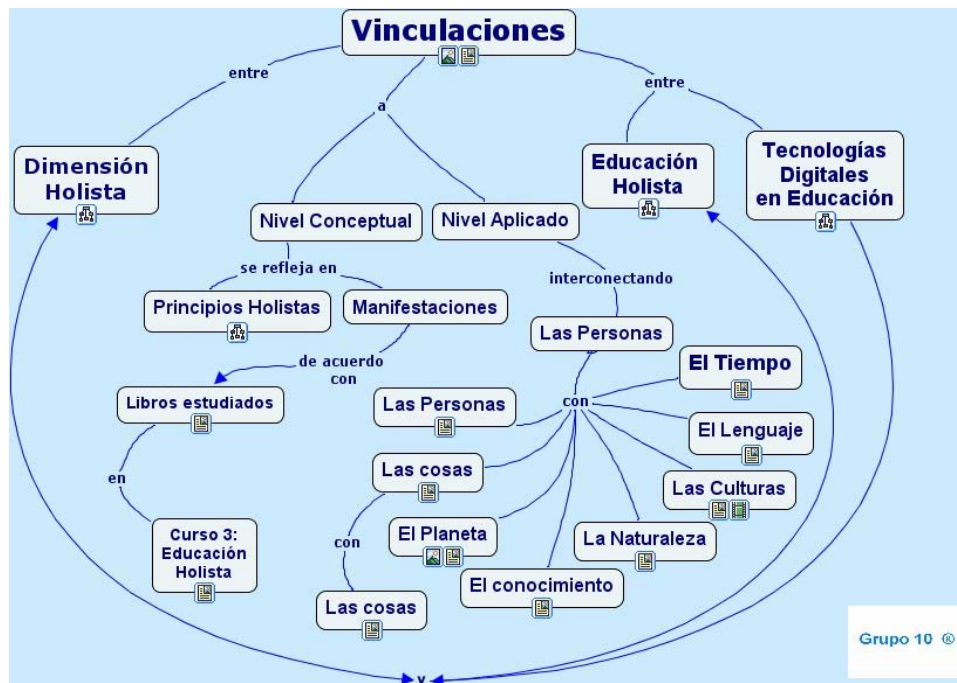 Vinculaciones
entre
a
entre
Dimensión
Holista
Educación
Holista
Tecnologías
Digitales
en Educación
Nivel Conceptual
Nivel Aplicado
se refleja en
interconectando
Principios Holistas
Manifestaciones
Las Personas
de acuerdo
con
El Tiempo
Libros estudiados
Las Personas
con
El Lenguaje
en
Las cosas
Las Culturas
Curso 3:
Educación
Holista
con
El Planeta
La Naturaleza
El conocimiento
Las cosas
Grupo 10 ®
y